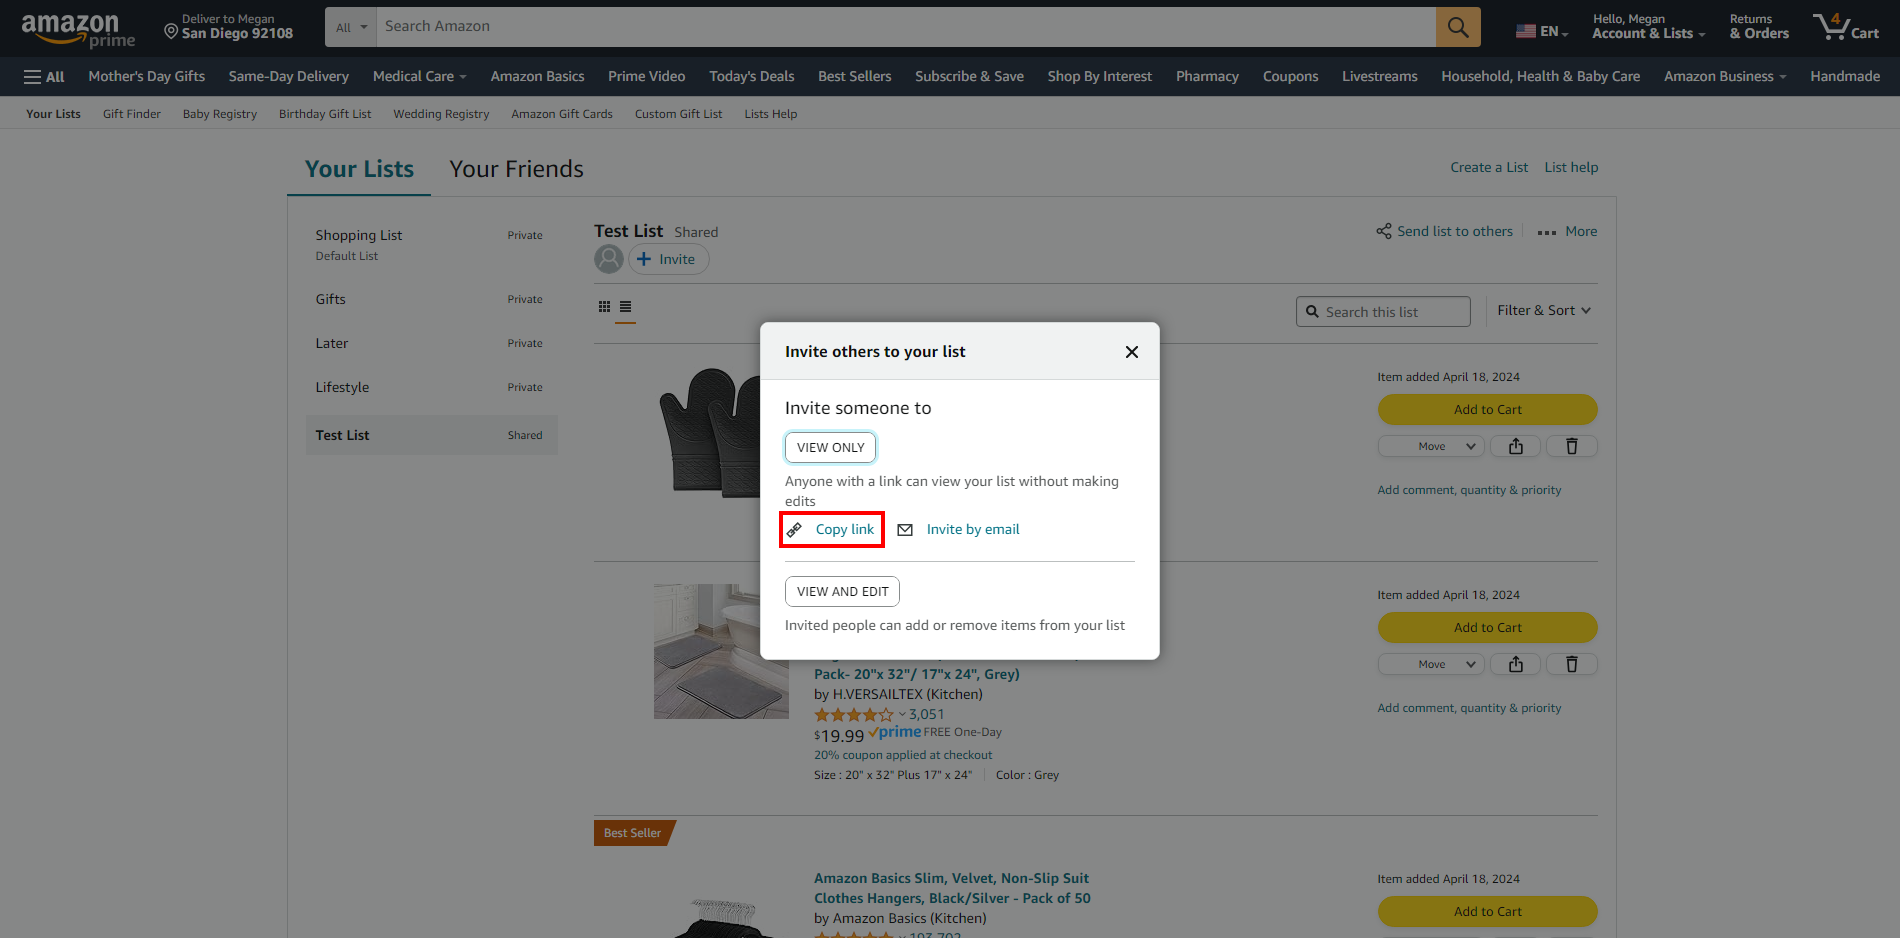 amazon
prime
Deliver to Megan
San Diego 92108
All
Search Amazon
EN
Hello, Megan
Account & Lists
Returns
& Orders
4
Cart
All
Mother's Day Gifts
Same-Day Delivery
Medical Care
Amazon Basics
Prime Video
Today's Deals
Best Sellers
Subscribe & Save
Shop By Interest
Pharmacy
Coupons
Livestreams
Household, Health & Baby Care
Amazon Business
Handmade
Your Lists
Gift Finder
Baby Registry
Birthday Gift List
Wedding Registry
Amazon Gift Cards
Custom Gift List
Lists Help
Your Lists
Your Friends
Create a List
List help
Shopping List
Private
Default List
Gifts
Private
Later
Private
Lifestyle
Private
Test List
Shared
Test List
Shared
Send list to others
More
Invite
Search this list
Filter & Sort
Invite others to your list
Invite someone to
VIEW ONLY
Anyone with a link can view your list without making
edits
Copy link
Invite by email
VIEW AND EDIT
Invited people can add or remove items from your list
Item added April 18, 2024
Add to Cart
Move
Add comment, quantity & priority
Pack- 20"x 32"/ 17"x 24", Grey)
by H.VERSAILTEX (Kitchen)
3,051
$19.99 prime FREE One-Day
20% coupon applied at checkout
Size : 20" x 32" Plus 17" x 24"
Color : Grey
Item added April 18, 2024
Add to Cart
Move
Add comment, quantity & priority
Best Seller
Amazon Basics Slim, Velvet, Non-Slip Suit
Clothes Hangers, Black/Silver - Pack of 50
by Amazon Basics (Kitchen)
Item added April 18, 2024
Add to Cart